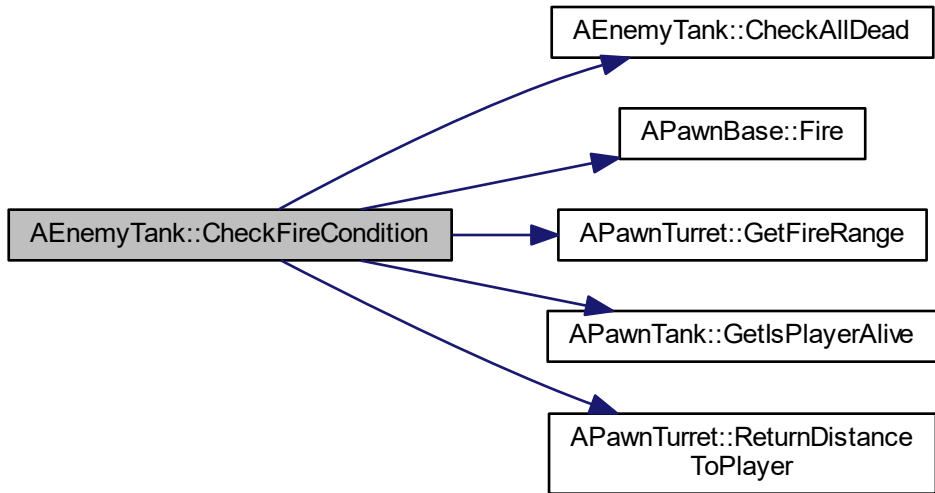 AEnemyTank::CheckAllDead
APawnBase::Fire
AEnemyTank::CheckFireCondition
APawnTurret::GetFireRange
APawnTank::GetIsPlayerAlive
APawnTurret::ReturnDistance
ToPlayer